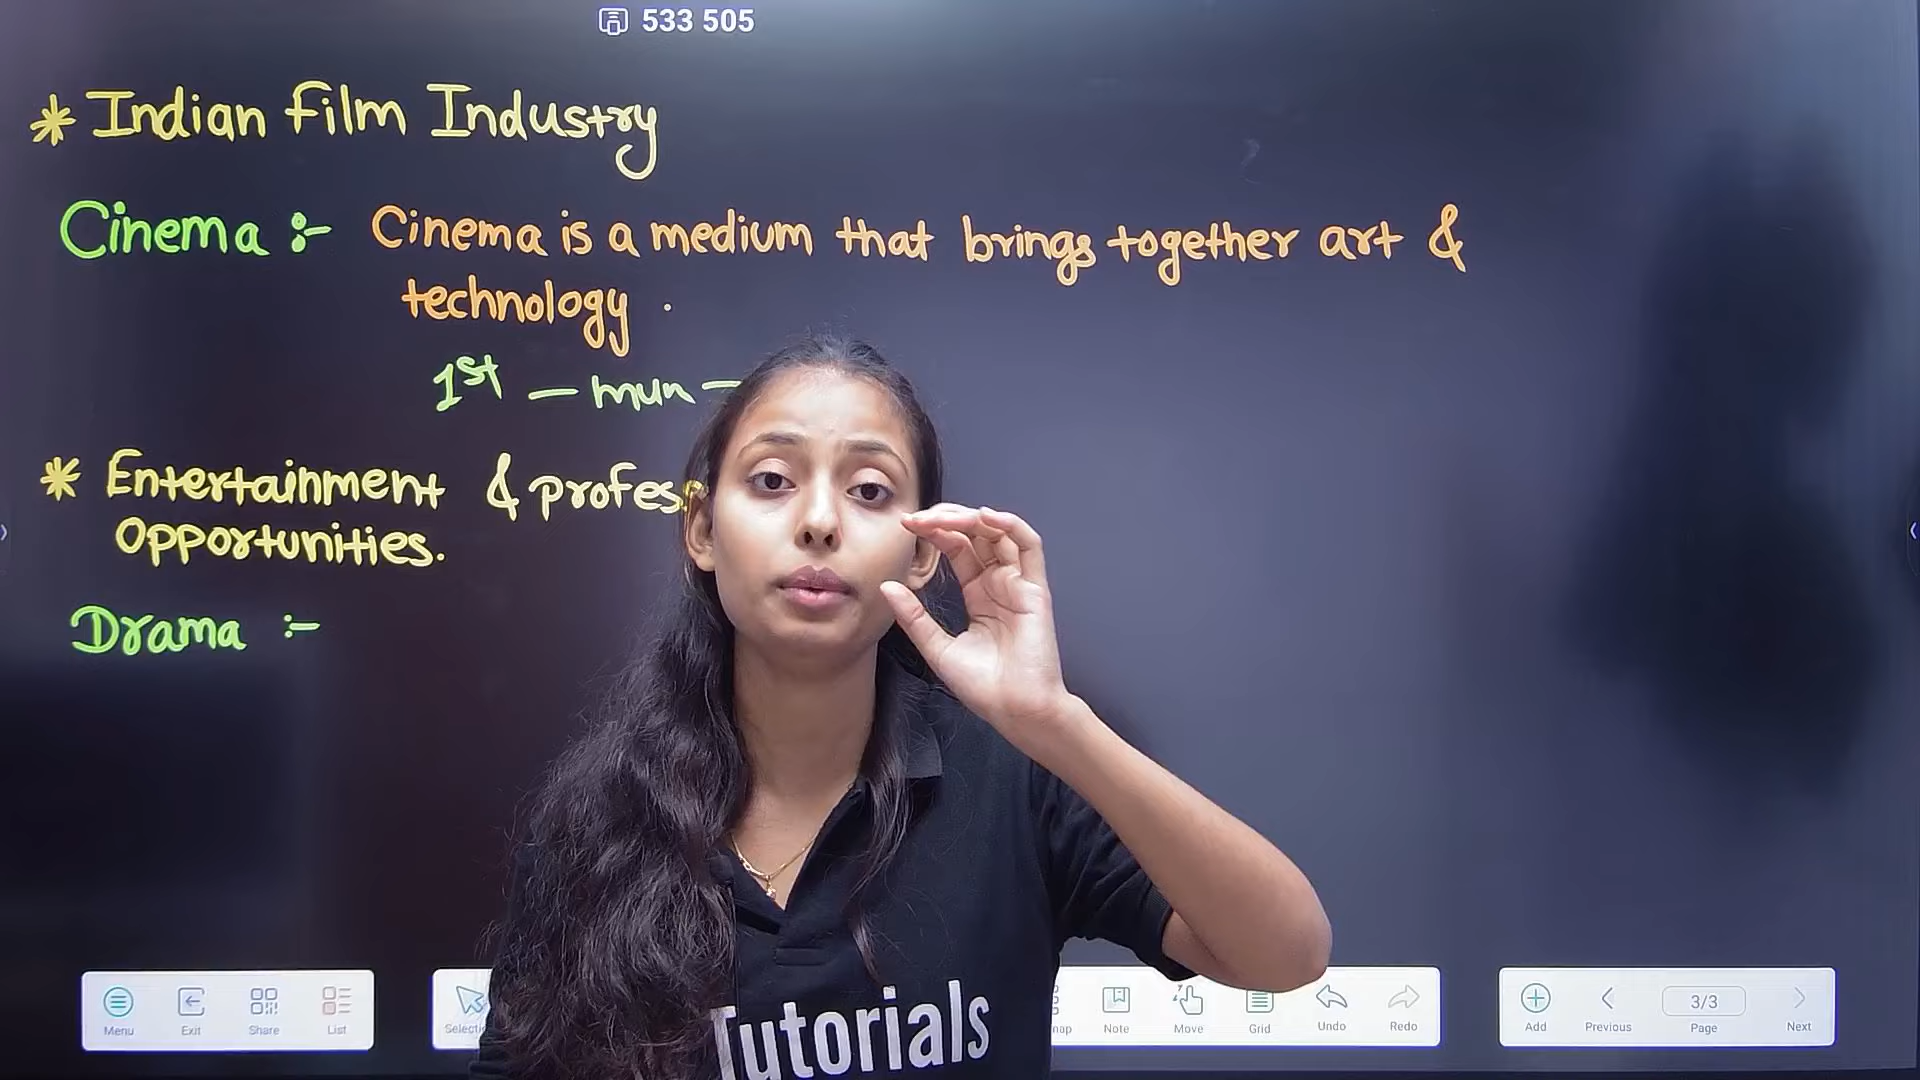 533 505
* Indian film Industry
Cinema :- Cinema is a medium that brings together art &
technology .
1st — mum —
* Entertainment & profes
Opportunities.
Drama :-
Tutorials
Menu Exit Share List Note Move Grid Undo Redo Add Previous 3/3 Page Next